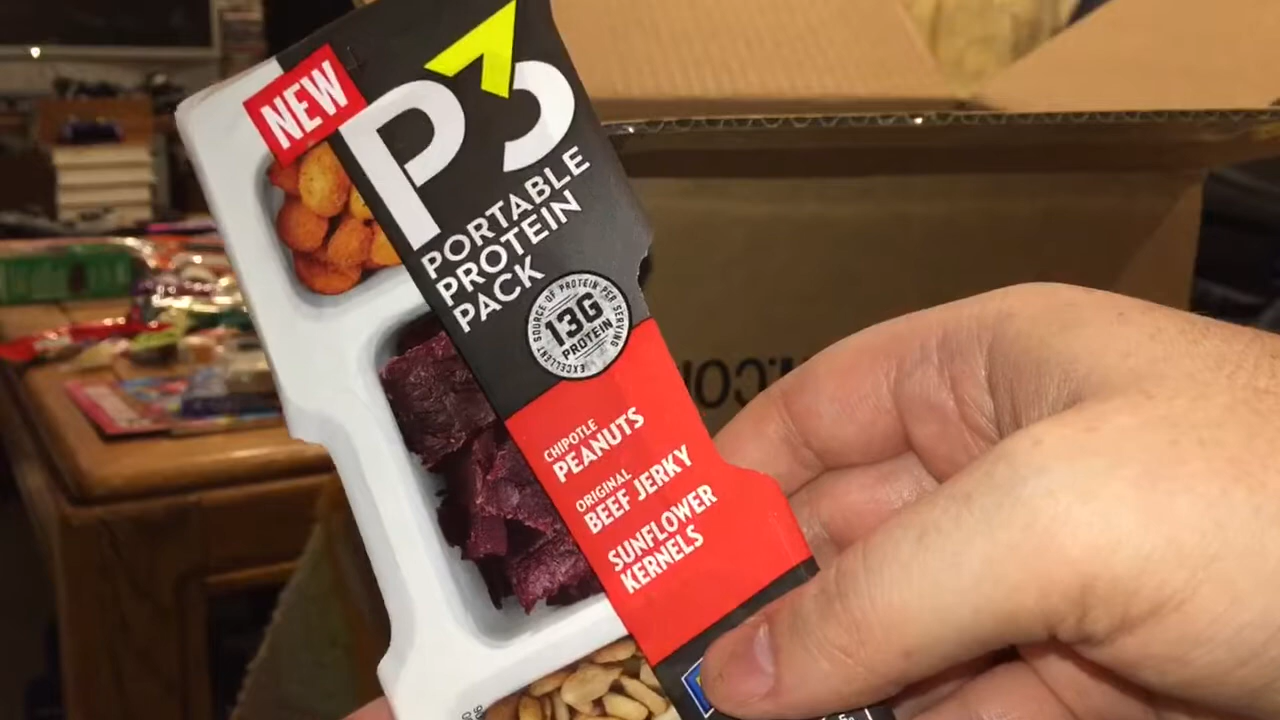 NEW
P3
PORTABLE
PROTEIN
PACK
EXCELLENT SOURCE OF PROTEIN PER SERVING
13G
PROTEIN
CHIPOTLE
PEANUTS
ORIGINAL
BEEF JERKY
SUNFLOWER
KERNELS